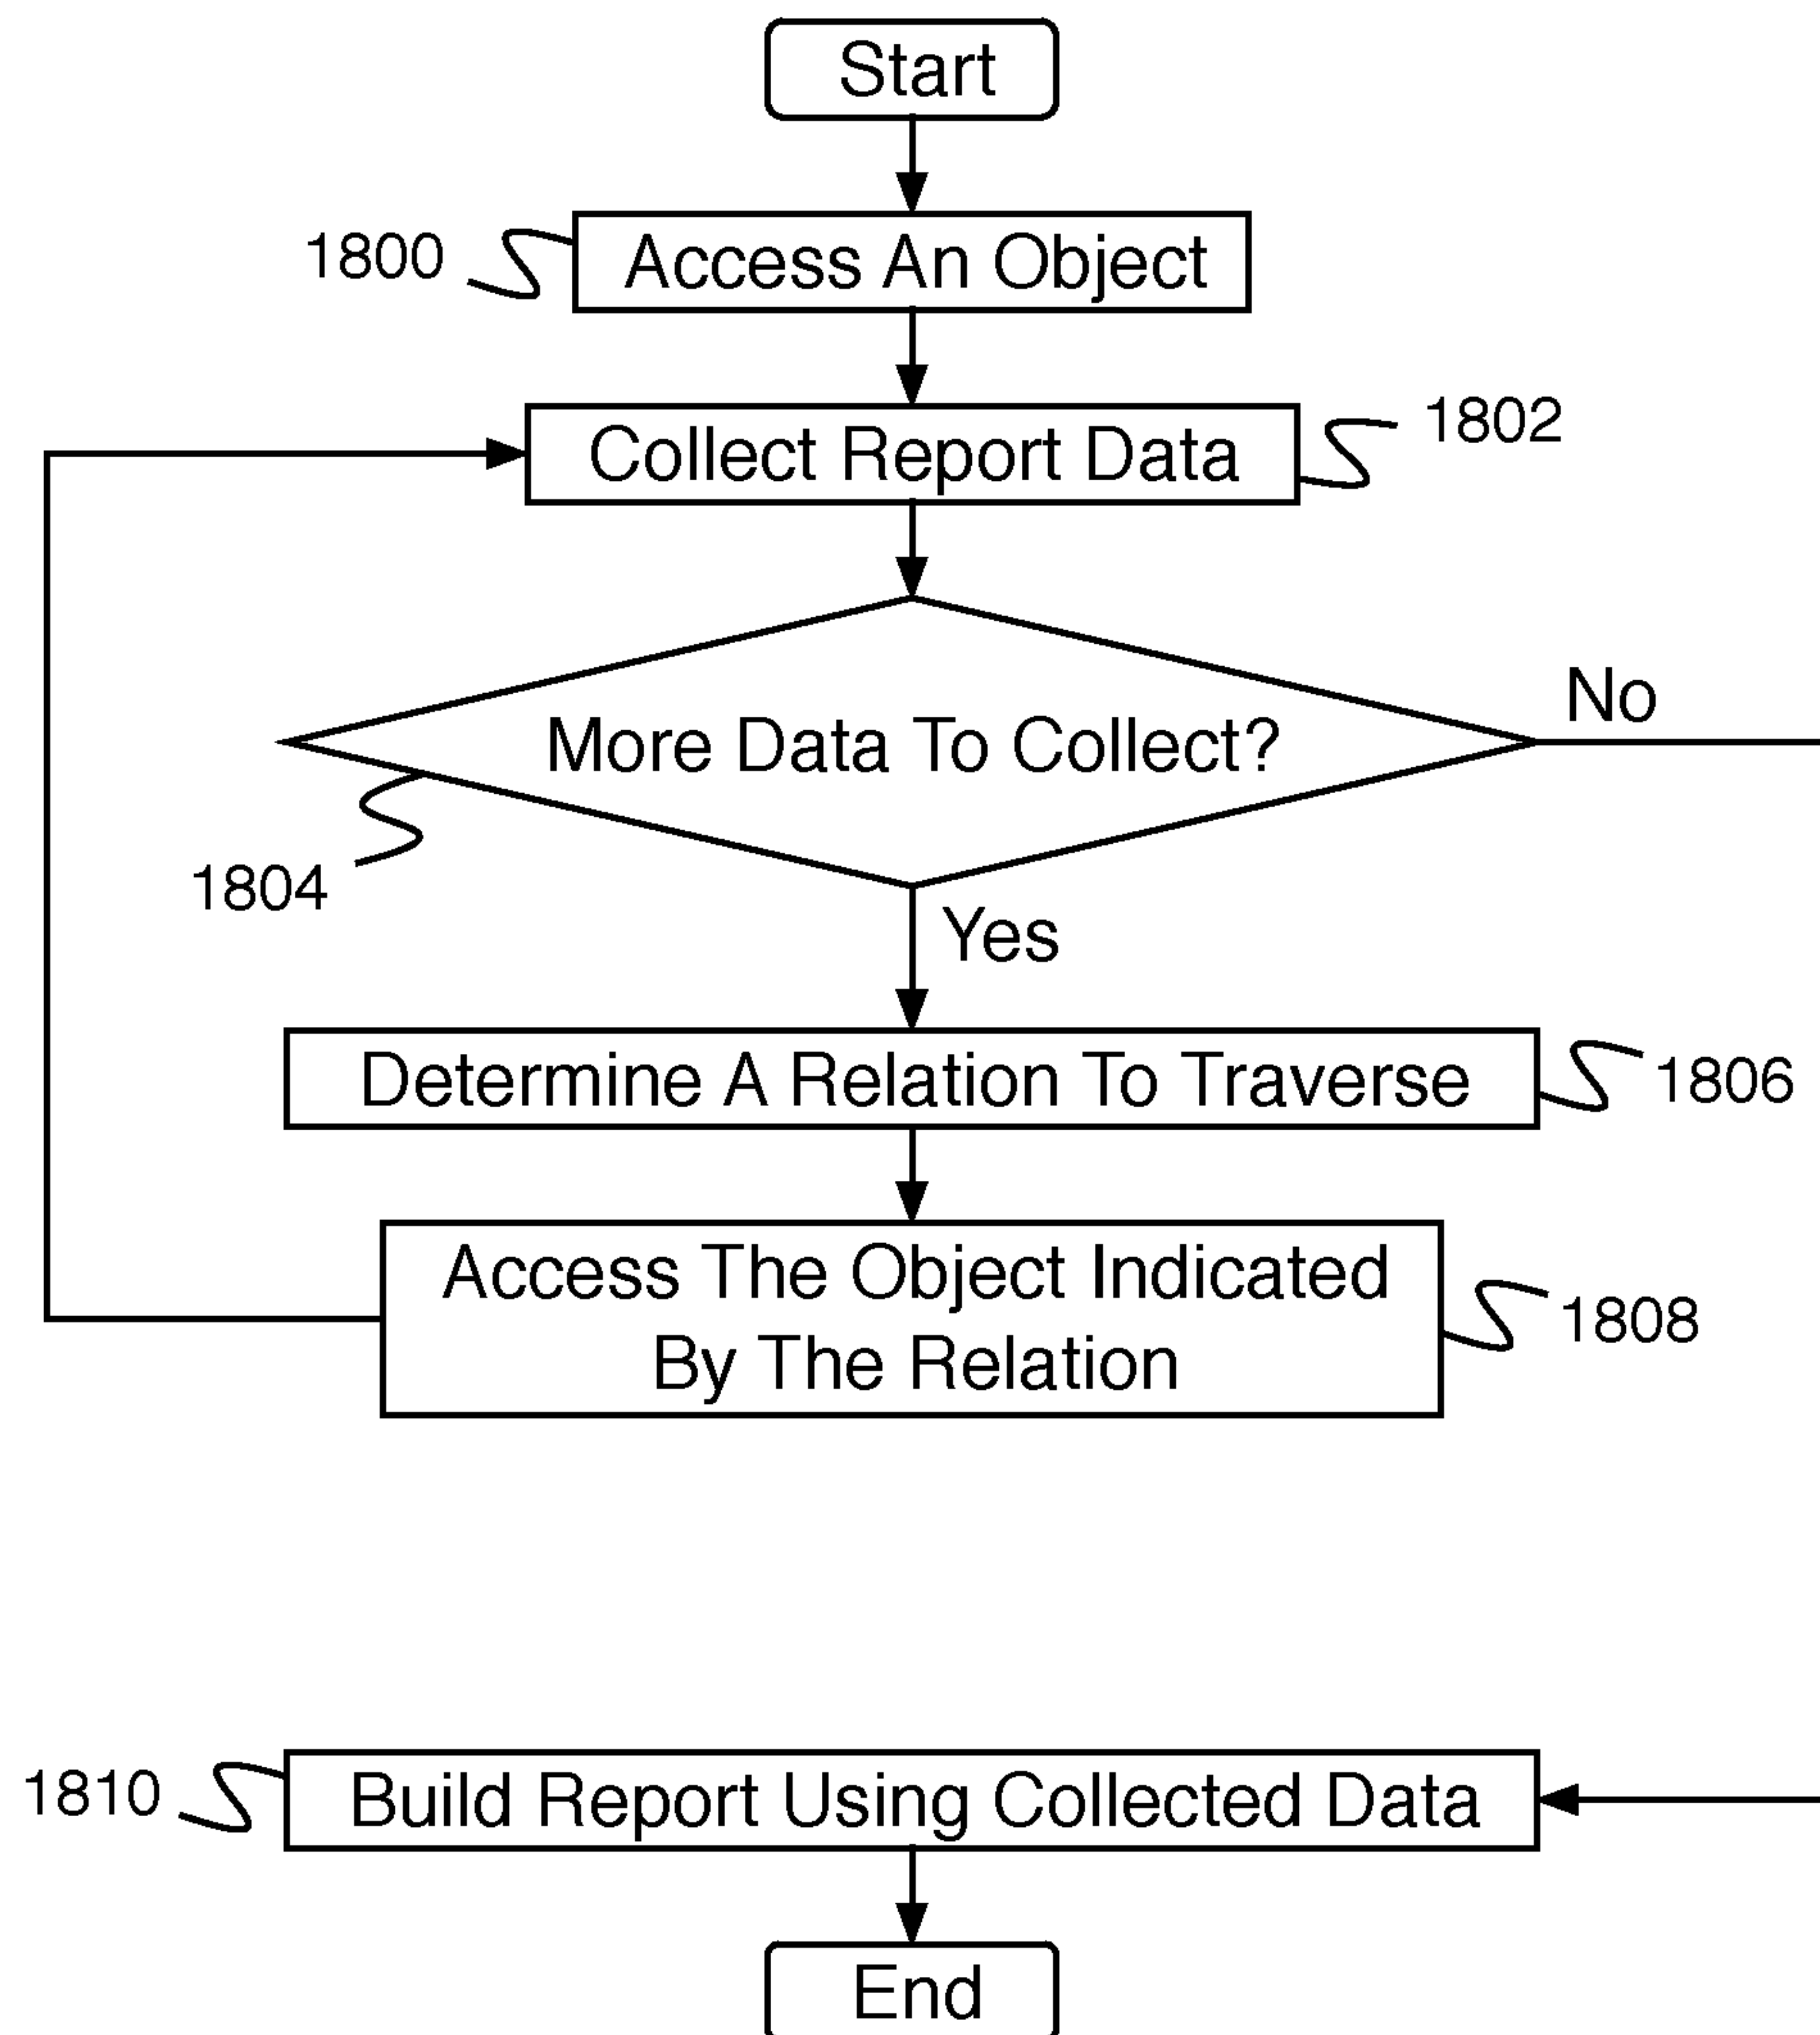 Start
1800
Access An Object
1802
Collect Report Data
More Data To Collect?
No
1804
Yes
Determine A Relation To Traverse
1806
Access The Object Indicated
By The Relation
1808
1810
Build Report Using Collected Data
End